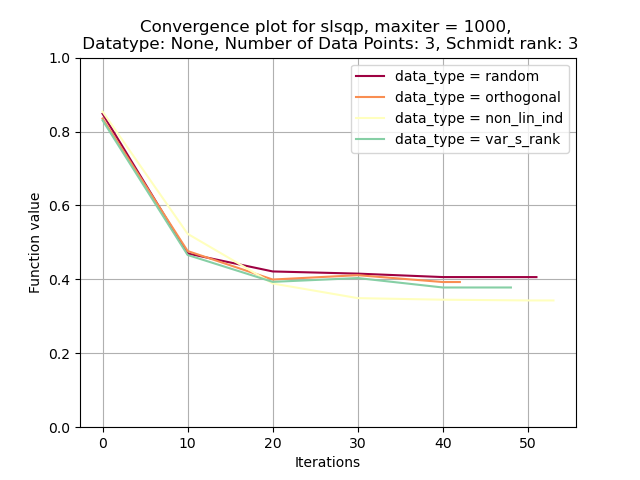 Convergence plot for slsqp, maxiter = 1000,
Datatype: None, Number of Data Points: 3, Schmidt rank: 3
data_type = random
data_type = orthogonal
data_type = non_lin_ind
data_type = var_s_rank
Function value
1.0
0.8
0.6
0.4
0.2
0.0
0 10 20 30 40 50
Iterations